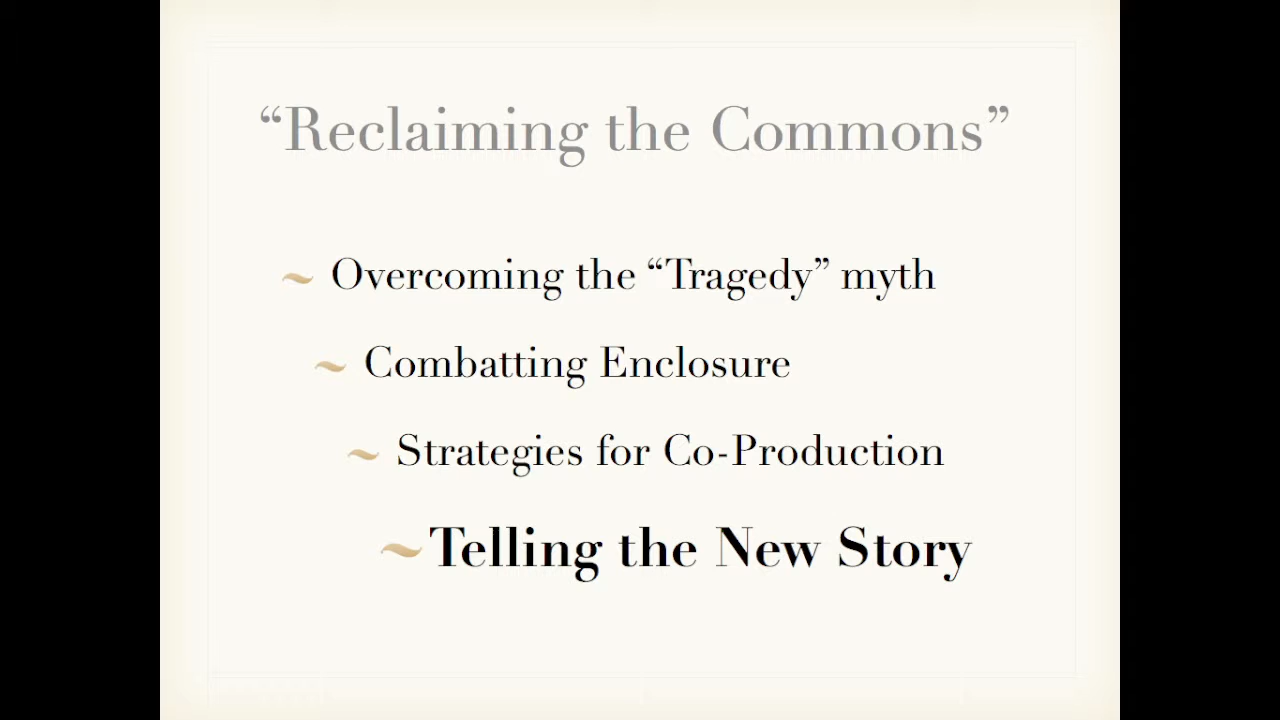 “Reclaiming the Commons”
Overcoming the “Tragedy” myth
Combatting Enclosure
Strategies for Co-Production
Telling the New Story